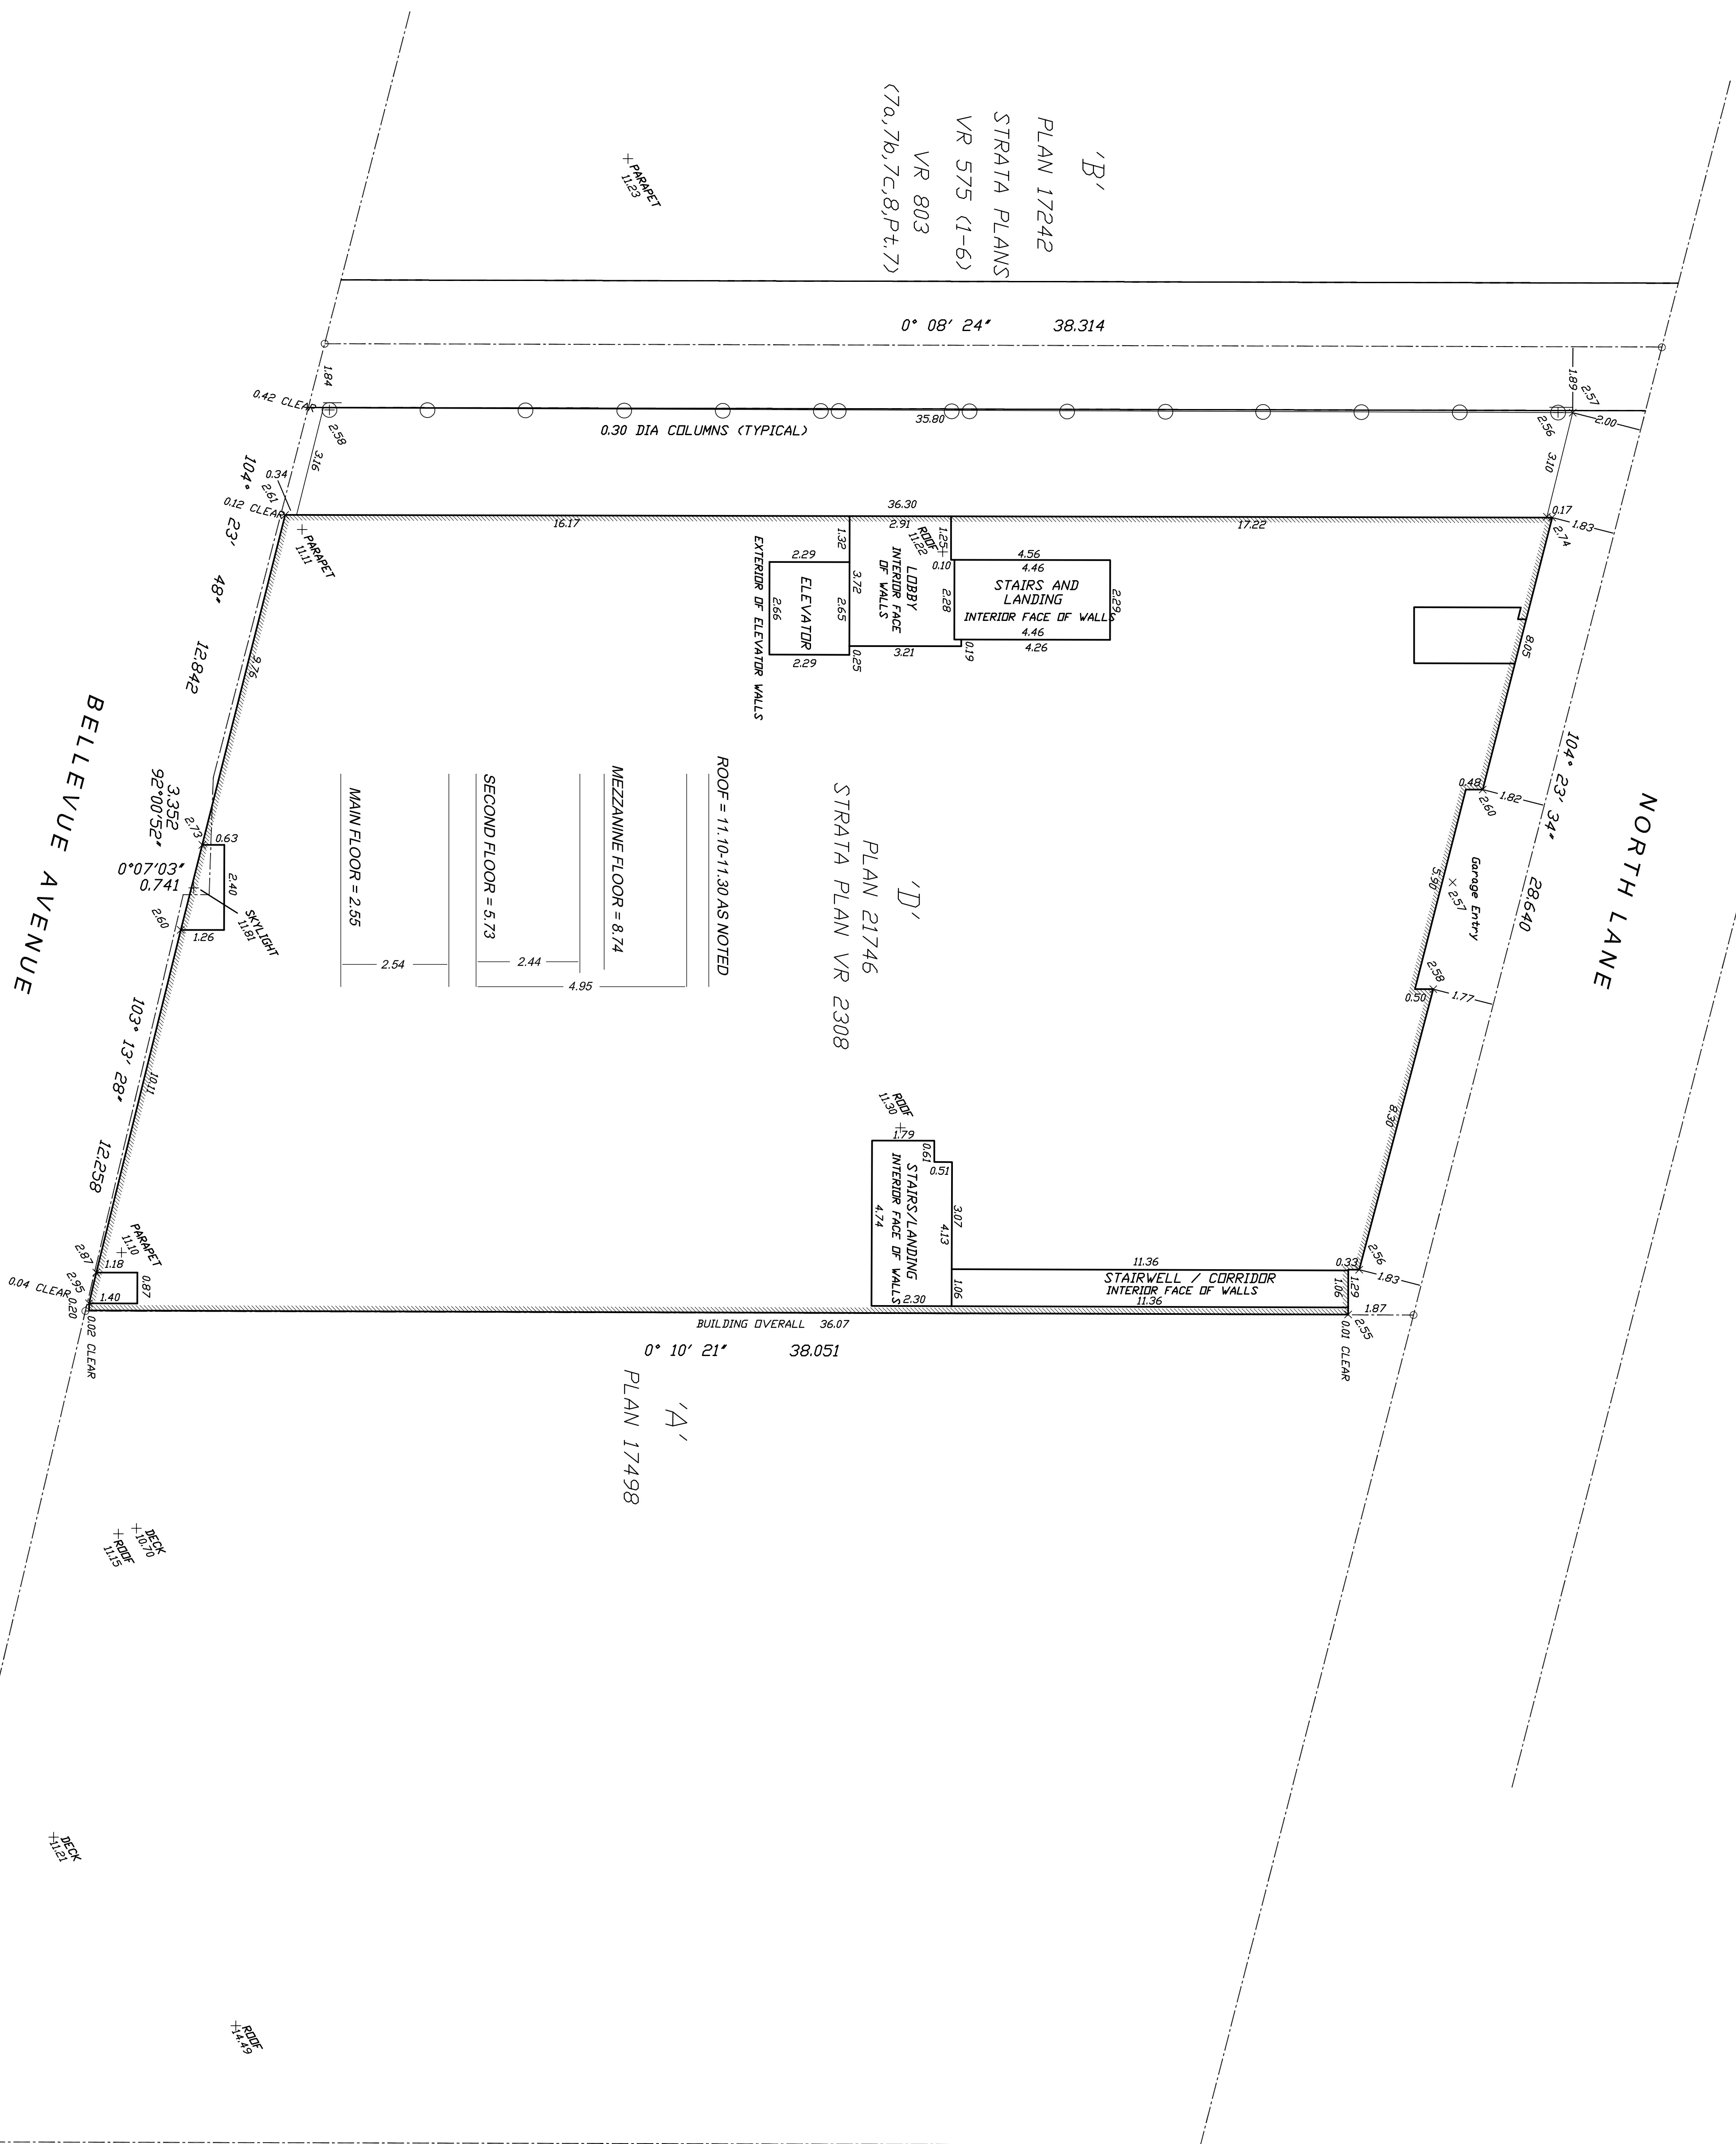 'B'
PLAN 17242
STRATA PLANS
VR 575 (1-6)
VR 803
(7a,7b,7c,8,Pt.7)
PARAPET
11.23
0° 08' 24"
38.314
1.84
0.42 CLEAR
2.58
3.16
35.80
0.30 DIA COLUMNS (TYPICAL)
1.89
2.57
2.00
2.56
3.10
104° 23' 48"
12.842
0.34
2.61
0.12 CLEAR
PARAPET
11.11
36.30
16.17
2.91
17.22
0.17
1.83
2.74
1.32
1.25
ROOF
11.22
0.10
2.29
ELEVATOR
2.66
2.65
2.29
EXTERIOR OF ELEVATOR WALLS
3.72
LOBBY
INTERIOR FACE
OF WALLS
2.28
0.25
3.21
0.19
4.56
4.46
STAIRS AND
LANDING
INTERIOR FACE OF WALLS
4.46
4.26
2.29
8.05
9.76
BELLEVUE AVENUE
NORTH LANE
104° 23' 34"
28.640
0.48
1.82
2.60
5.90
2.57
Garage Entry
2.58
0.50
1.77
8.30
3.352
92°00'52"
2.73
0.63
0°07'03"
0.741
2.40
SKYLIGHT
11.81
2.60
1.26
MAIN FLOOR = 2.55
2.54
SECOND FLOOR = 5.73
2.44
MEZZANINE FLOOR = 8.74
4.95
ROOF = 11.10-11.30 AS NOTED
'D'
PLAN 21746
STRATA PLAN VR 2308
103° 13' 28"
12.258
10.11
ROOF
11.30
1.79
0.61
0.51
STAIRS/LANDING
INTERIOR FACE OF WALLS
4.74
3.07
4.13
2.30
1.06
11.36
STAIRWELL / CORRIDOR
INTERIOR FACE OF WALLS
11.36
0.33
1.06
1.29
2.56
1.83
1.87
2.55
0.01 CLEAR
PARAPET
11.10
2.87
1.18
0.87
2.95
1.40
0.04 CLEAR
0.20
0.02 CLEAR
BUILDING OVERALL 36.07
0° 10' 21"
38.051
'A'
PLAN 17498
DECK
10.70
ROOF
11.15
DECK
11.21
ROOF
14.49